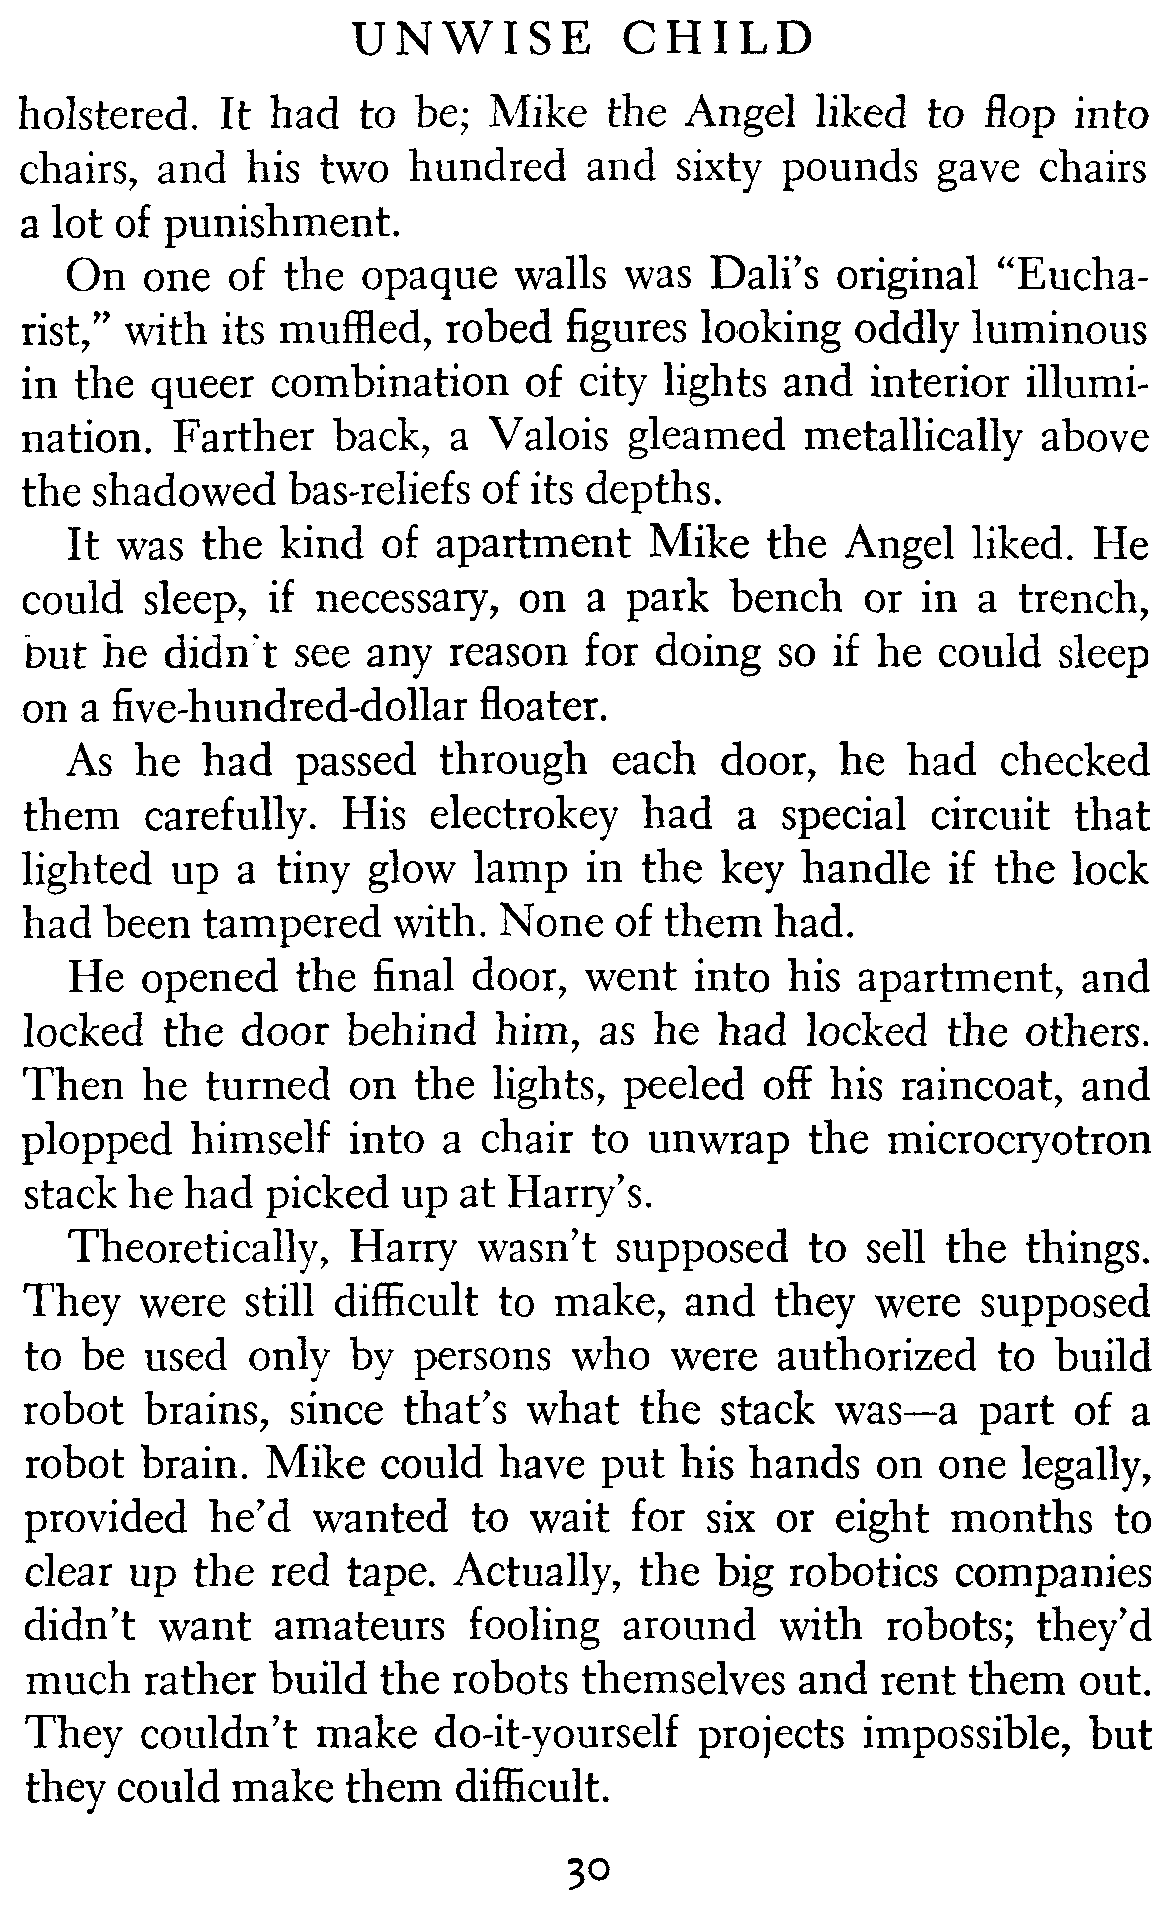 UNWISE CHILD
holstered. It had to be; Mike the Angel liked to flop into
chairs, and his two hundred and sixty pounds gave chairs
a lot of punishment.
On one of the opaque walls was Dali's original “Eucha-
rist,” with its muffled, robed figures looking oddly luminous
in the queer combination of city lights and interior illumi-
nation. Farther back, a Valois gleamed metallically above
the shadowed bas-reliefs of its depths.
It was the kind of apartment Mike the Angel liked. He
could sleep, if necessary, on a park bench or in a trench,
but he didn't see any reason for doing so if he could sleep
on a five-hundred-dollar floater.
As he had passed through each door, he had checked
them carefully. His electrokey had a special circuit that
lighted up a tiny glow lamp in the key handle if the lock
had been tampered with. None of them had.
He opened the final door, went into his apartment, and
locked the door behind him, as he had locked the others.
Then he turned on the lights, peeled off his raincoat, and
plopped himself into a chair to unwrap the microcryotron
stack he had picked up at Harry's.
Theoretically, Harry wasn't supposed to sell the things.
They were still difficult to make, and they were supposed
to be used only by persons who were authorized to build
robot brains, since that's what the stack was—a part of a
robot brain. Mike could have put his hands on one legally,
provided he'd wanted to wait for six or eight months to
clear up the red tape. Actually, the big robotics companies
didn't want amateurs fooling around with robots; they'd
much rather build the robots themselves and rent them out.
They couldn't make do-it-yourself projects impossible, but
they could make them difficult.
30